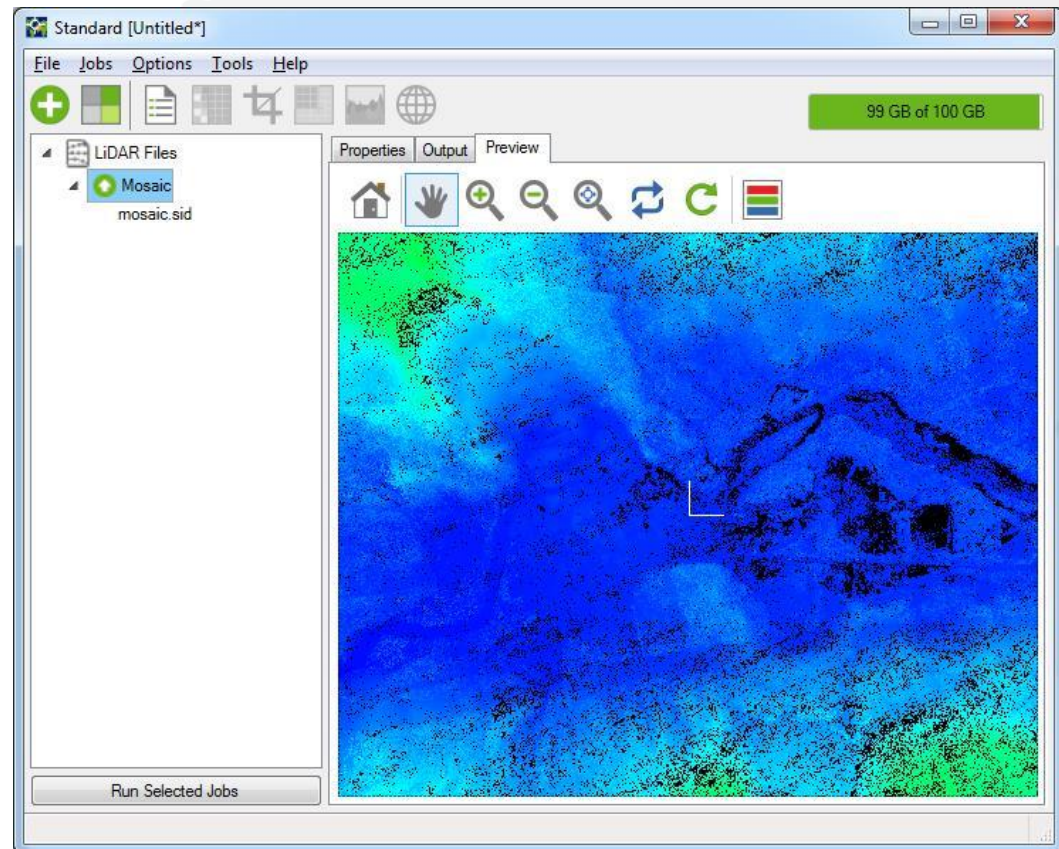 Standard [Untitled*]
File Jobs Options Tools Help
99 GB of 100 GB
LiDAR Files
Mosaic
mosaic.sid
Properties Output Preview
Run Selected Jobs